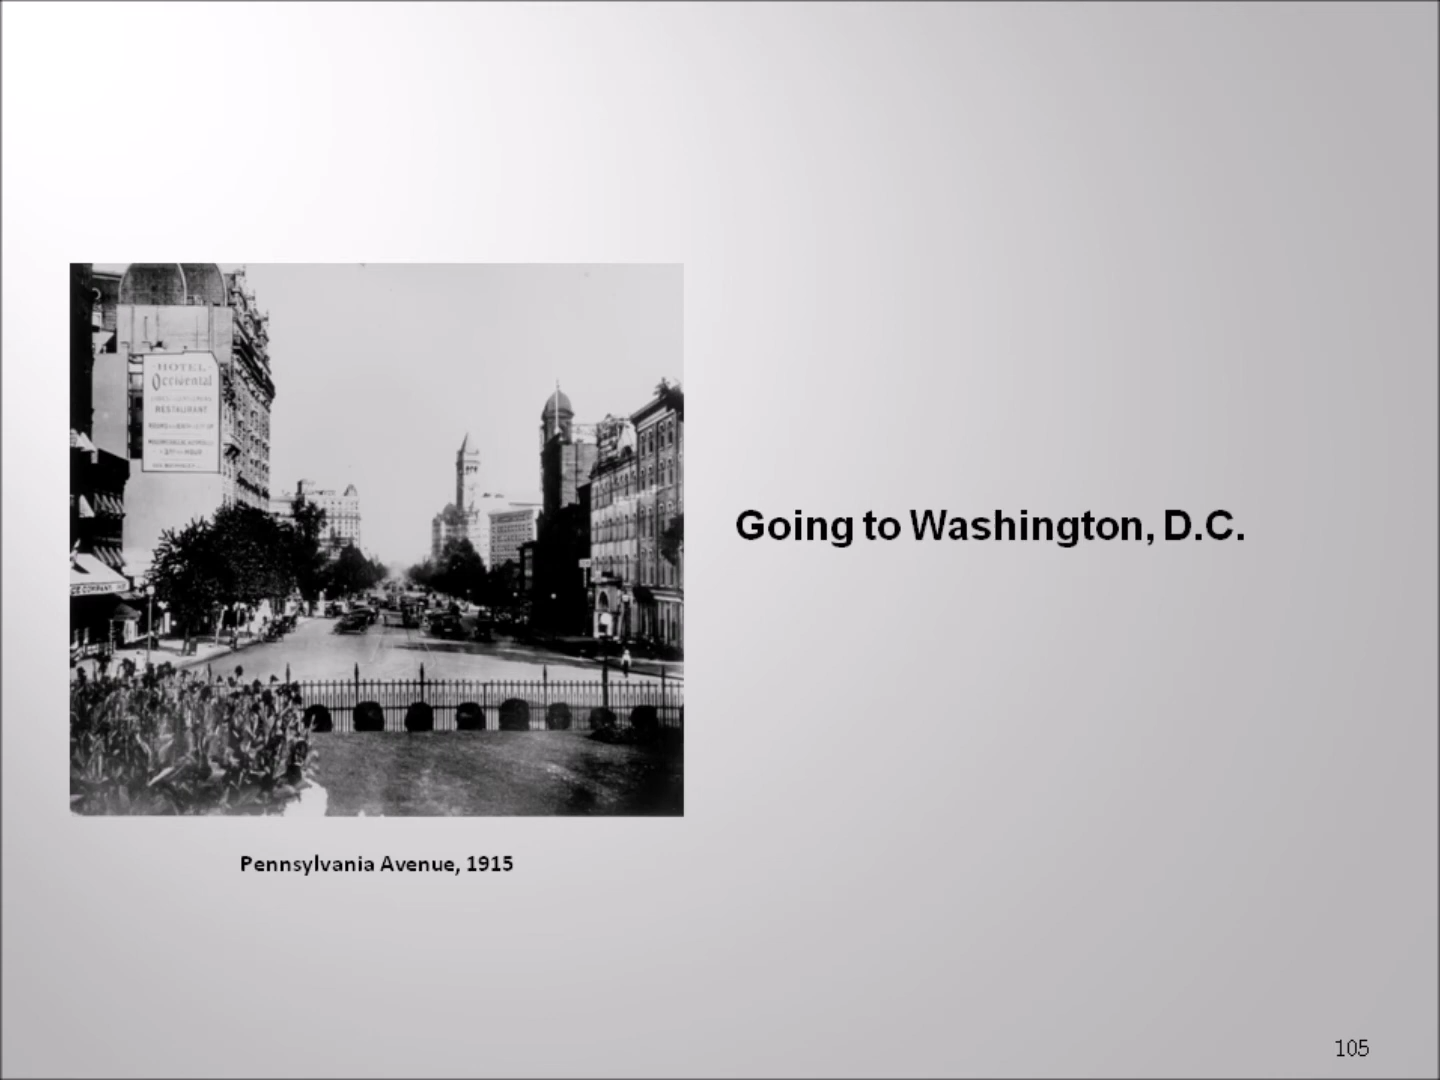 HOTEL
Occidental
RESTAURANT
Going to Washington, D.C.
Pennsylvania Avenue, 1915
105